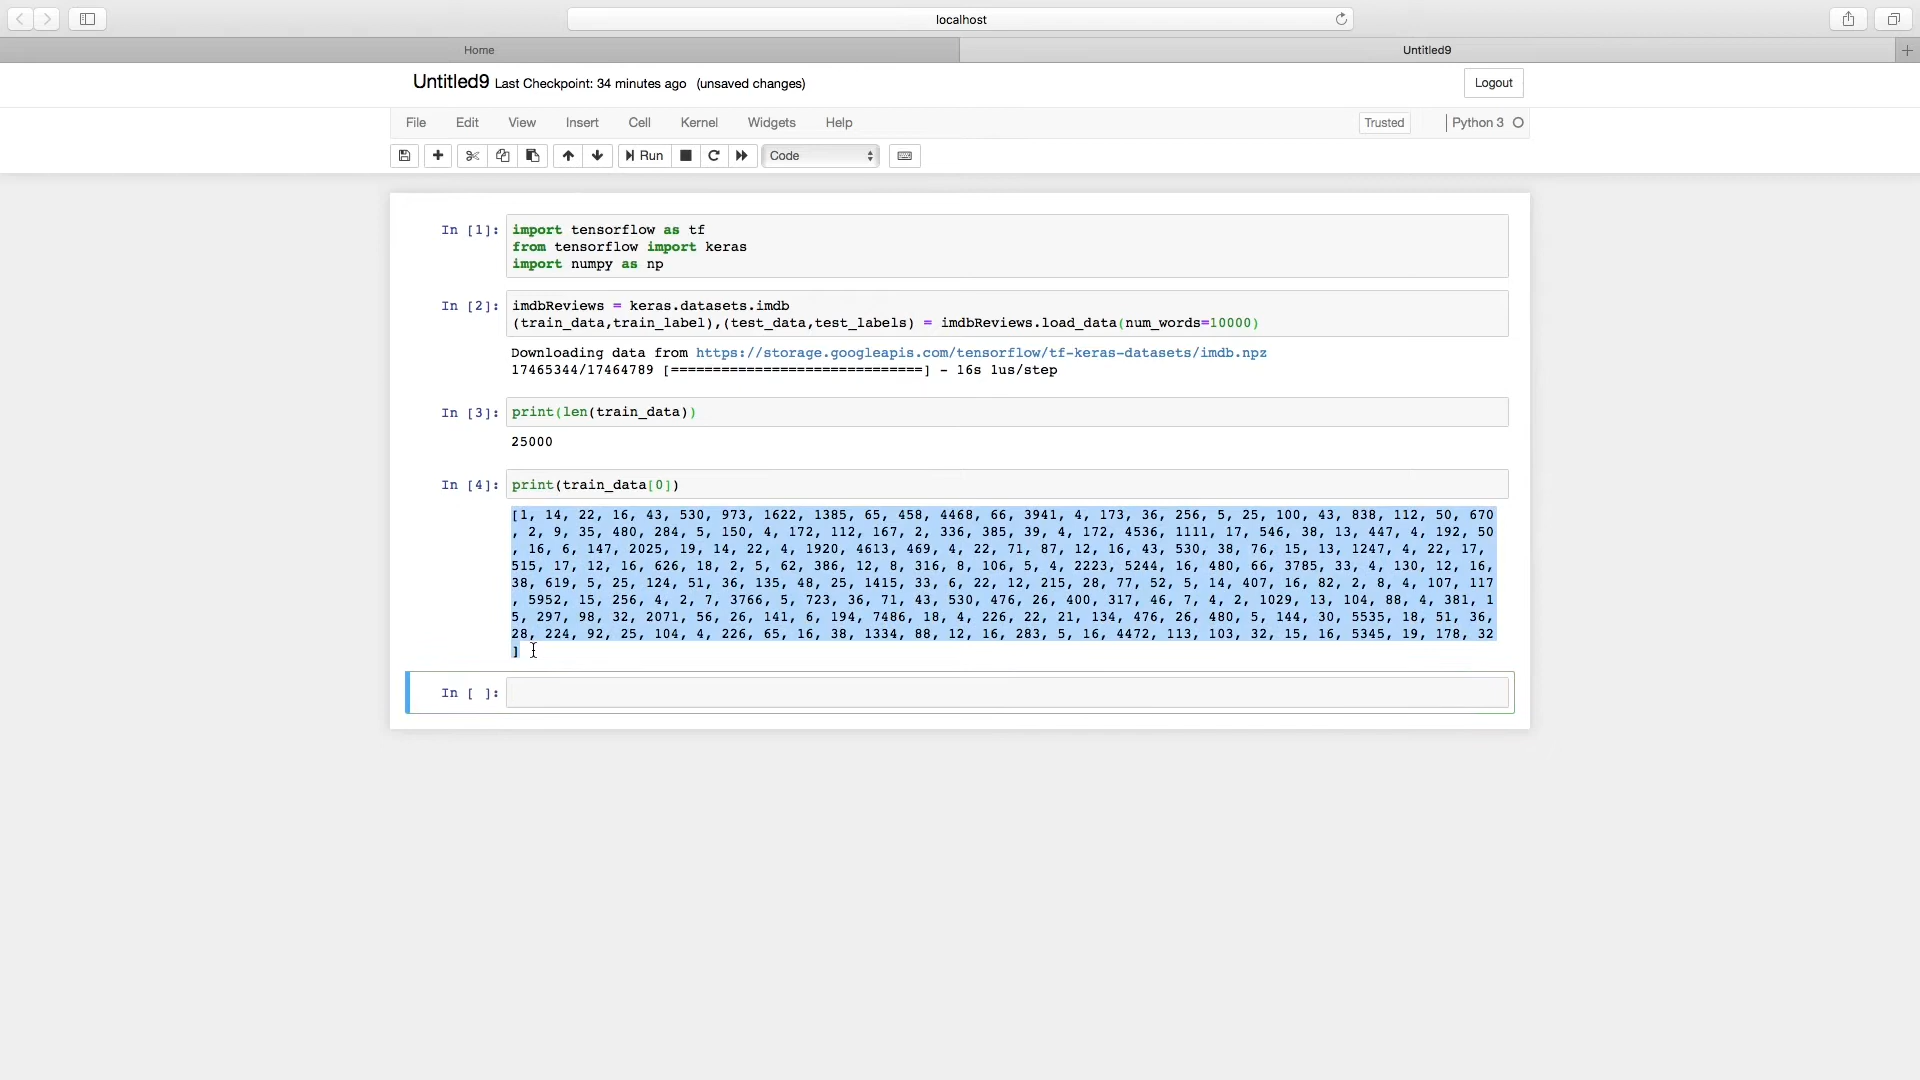 localhost
Home
Untitled9
Untitled9 Last Checkpoint: 34 minutes ago (unsaved changes)
Logout
File Edit View Insert Cell Kernel Widgets Help
Trusted
Python 3
Run
Code
In [1]: import tensorflow as tf
from tensorflow import keras
import numpy as np
In [2]: imdbReviews = keras.datasets.imdb
(train_data,train_label),(test_data,test_labels) = imdbReviews.load_data(num_words=10000)
Downloading data from https://storage.googleapis.com/tensorflow/tf-keras-datasets/imdb.npz
17465344/17464789 [==============================] - 16s 1us/step
In [3]: print(len(train_data))
25000
In [4]: print(train_data[0])
[1, 14, 22, 16, 43, 530, 973, 1622, 1385, 65, 458, 4468, 66, 3941, 4, 173, 36, 256, 5, 25, 100, 43, 838, 112, 50, 670
, 2, 9, 35, 480, 284, 5, 150, 4, 172, 112, 167, 2, 336, 385, 39, 4, 172, 4536, 1111, 17, 546, 38, 13, 447, 4, 192, 50
, 16, 6, 147, 2025, 19, 14, 22, 4, 1920, 4613, 469, 4, 22, 71, 87, 12, 16, 43, 530, 38, 76, 15, 13, 1247, 4, 22, 17,
515, 17, 12, 16, 626, 18, 2, 5, 62, 386, 12, 8, 316, 8, 106, 5, 4, 2223, 5244, 16, 480, 66, 3785, 33, 4, 130, 12, 16,
38, 619, 5, 25, 124, 51, 36, 135, 48, 25, 1415, 33, 6, 22, 12, 215, 28, 77, 52, 5, 14, 407, 16, 82, 2, 8, 4, 107, 117
, 5952, 15, 256, 4, 2, 7, 3766, 5, 723, 36, 71, 43, 530, 476, 26, 400, 317, 46, 7, 4, 2, 1029, 13, 104, 88, 4, 381, 1
5, 297, 98, 32, 2071, 56, 26, 141, 6, 194, 7486, 18, 4, 226, 22, 21, 134, 476, 26, 480, 5, 144, 30, 5535, 18, 51, 36,
28, 224, 92, 25, 104, 4, 226, 65, 16, 38, 1334, 88, 12, 16, 283, 5, 16, 4472, 113, 103, 32, 15, 16, 5345, 19, 178, 32
]
In [ ]: